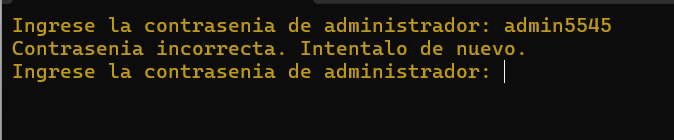 Ingrese la contrasenia de administrador: admin5545
Contrasenia incorrecta. Intentalo de nuevo.
Ingrese la contrasenia de administrador: